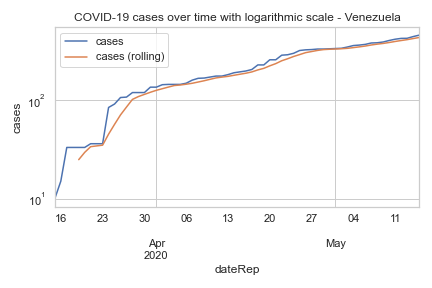 COVID-19 cases over time with logarithmic scale - Venezuela
cases
cases (rolling)
cases
10²
10¹
16 23 30 06 13 20 27 04 11
Apr May
2020
dateRep